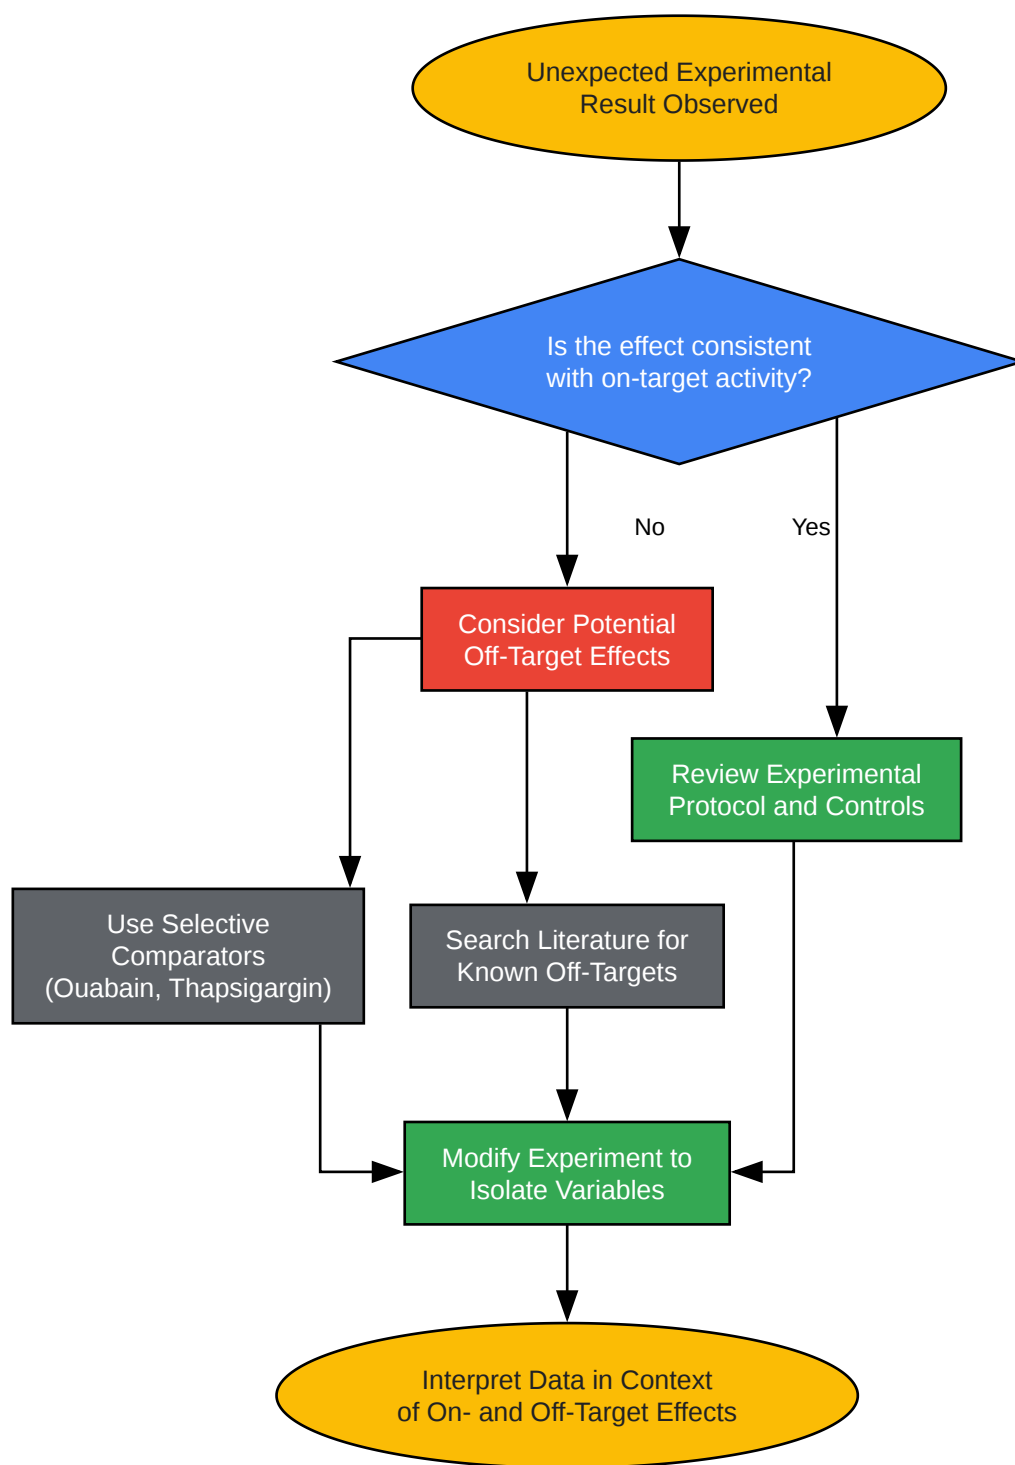 Unexpected Experimental
Result Observed
Is the effect consistent
with on-target activity?
No
Yes
Consider Potential
Off-Target Effects
Review Experimental
Protocol and Controls
Use Selective
Comparators
(Ouabain, Thapsigargin)
Search Literature for
Known Off-Targets
Modify Experiment to
Isolate Variables
Interpret Data in Context
of On- and Off-Target Effects